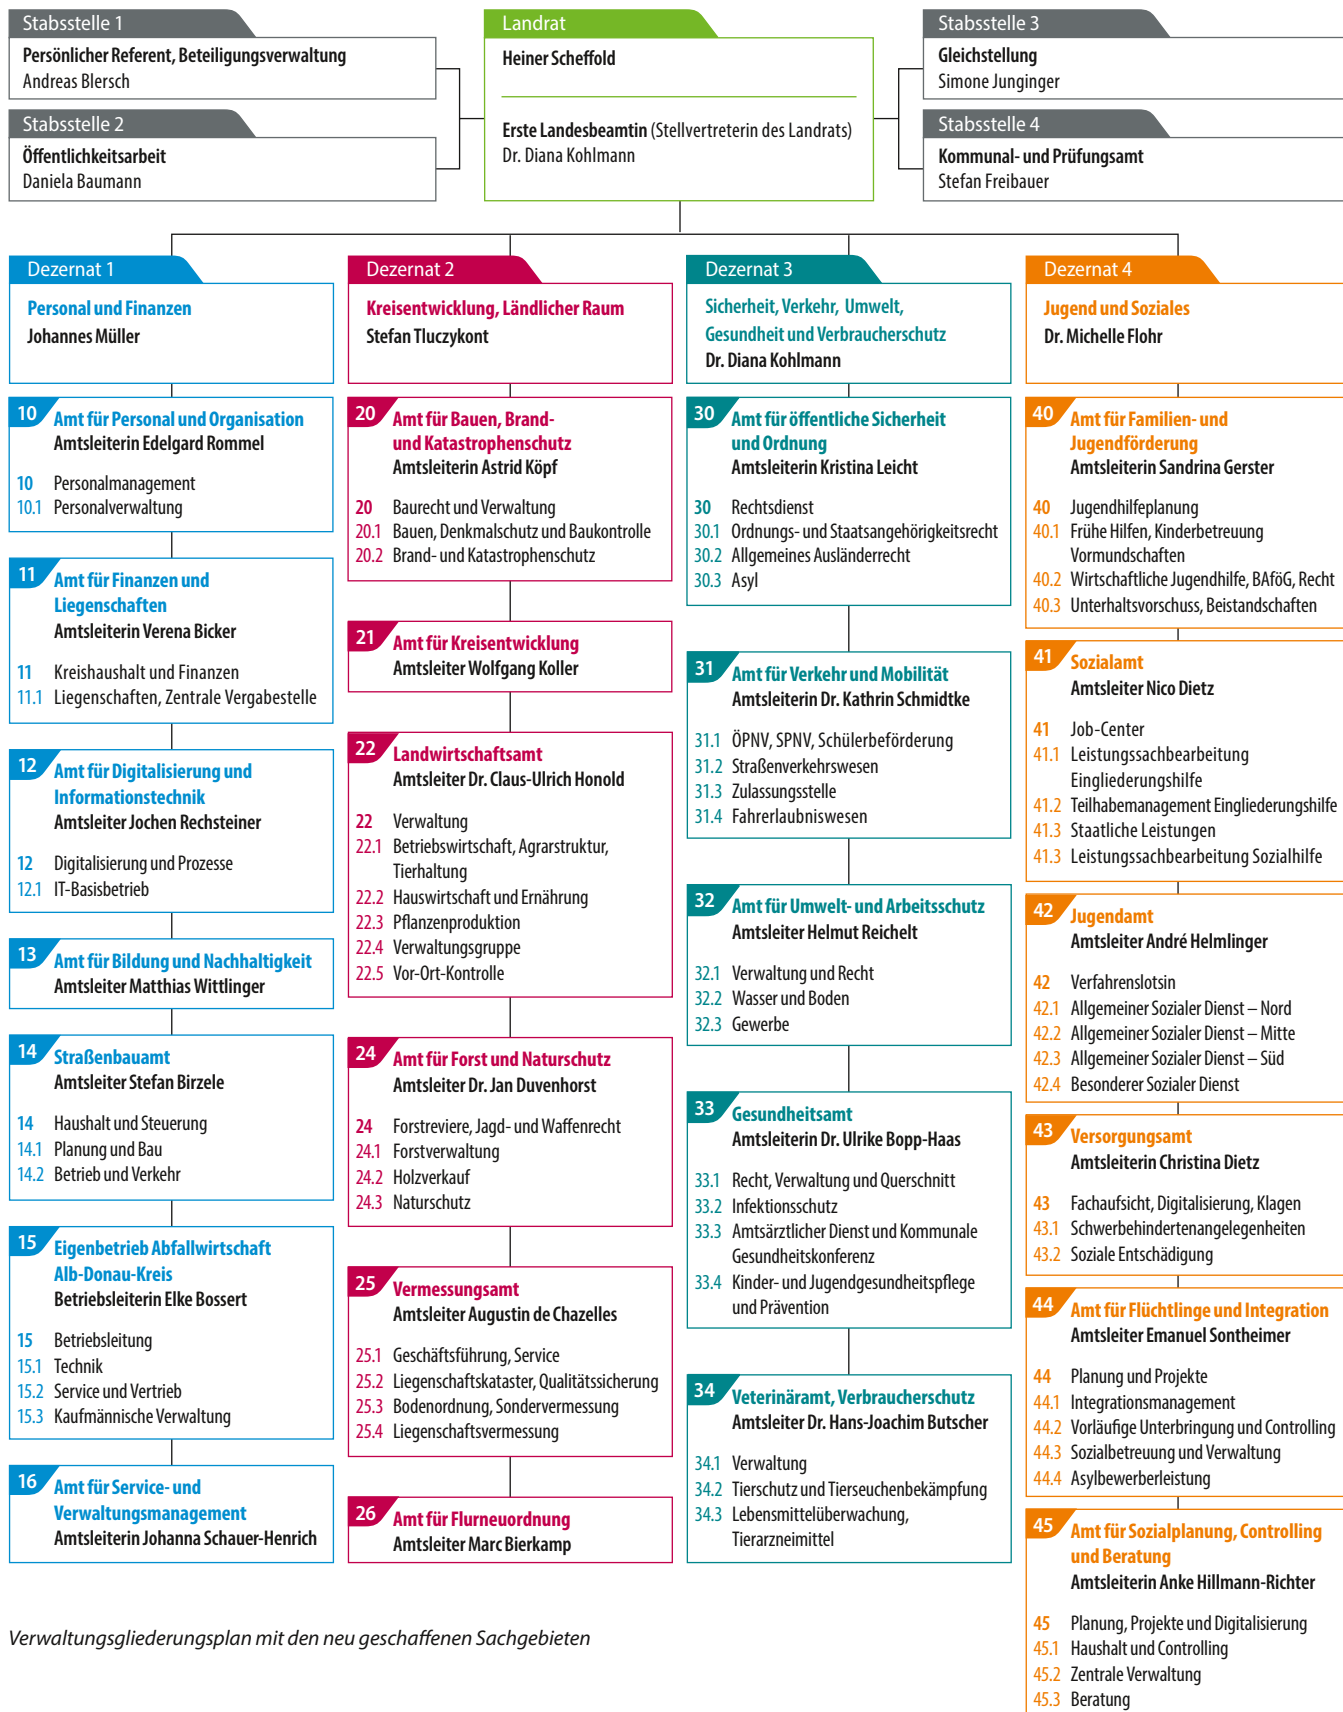 Stabsstelle 1
Persönlicher Referent, Beteiligungsverwaltung
Andreas Blersch
Stabsstelle 2
Öffentlichkeitsarbeit
Daniela Baumann
Landrat
Heiner Scheffold
Erste Landesbeamtin (Stellvertreterin des Landrats)
Dr. Diana Kohlmann
Stabsstelle 3
Gleichstellung
Simone Junginger
Stabsstelle 4
Kommunal- und Prüfungsamt
Stefan Freibauer
Dezernat 1
Personal und Finanzen
Johannes Müller
10 Amt für Personal und Organisation
Amtsleiterin Edelgard Rommel
10 Personalmanagement
10.1 Personalverwaltung
11 Amt für Finanzen und
Liegenschaften
Amtsleiterin Verena Bicker
11 Kreishaushalt und Finanzen
11.1 Liegenschaften, Zentrale Vergabestelle
12 Amt für Digitalisierung und
Informationstechnik
Amtsleiter Jochen Rechsteiner
12 Digitalisierung und Prozesse
12.1 IT-Basisbetrieb
13 Amt für Bildung und Nachhaltigkeit
Amtsleiter Matthias Wittlinger
14 Straßenbauamt
Amtsleiter Stefan Birzele
14 Haushalt und Steuerung
14.1 Planung und Bau
14.2 Betrieb und Verkehr
15 Eigenbetrieb Abfallwirtschaft
Alb-Donau-Kreis
Betriebsleiterin Elke Bossert
15 Betriebsleitung
15.1 Technik
15.2 Service und Vertrieb
15.3 Kaufmännische Verwaltung
16 Amt für Service- und
Verwaltungsmanagement
Amtsleiterin Johanna Schauer-Henrich
Dezernat 2
Kreisentwicklung, Ländlicher Raum
Stefan Tluczykont
20 Amt für Bauen, Brand-
und Katastrophenschutz
Amtsleiterin Astrid Köpf
20 Baurecht und Verwaltung
20.1 Bauen, Denkmalschutz und Baukontrolle
20.2 Brand- und Katastrophenschutz
21 Amt für Kreisentwicklung
Amtsleiter Wolfgang Koller
22 Landwirtschaftsamt
Amtsleiter Dr. Claus-Ulrich Honold
22 Verwaltung
22.1 Betriebswirtschaft, Agrarstruktur,
Tierhaltung
22.2 Hauswirtschaft und Ernährung
22.3 Pflanzenproduktion
22.4 Verwaltungsgruppe
22.5 Vor-Ort-Kontrolle
24 Amt für Forst und Naturschutz
Amtsleiter Dr. Jan Duvenhorst
24 Forstreviere, Jagd- und Waffenrecht
24.1 Forstverwaltung
24.2 Holzverkauf
24.3 Naturschutz
25 Vermessungsamt
Amtsleiter Augustin de Chazelles
25.1 Geschäftsführung, Service
25.2 Liegenschaftskataster, Qualitätssicherung
25.3 Bodenordnung, Sondervermessung
25.4 Liegenschaftsvermessung
26 Amt für Flurneuordnung
Amtsleiter Marc Bierkamp
Dezernat 3
Sicherheit, Verkehr, Umwelt,
Gesundheit und Verbraucherschutz
Dr. Diana Kohlmann
30 Amt für öffentliche Sicherheit
und Ordnung
Amtsleiterin Kristina Leicht
30 Rechtsdienst
30.1 Ordnungs- und Staatsangehörigkeitsrecht
30.2 Allgemeines Ausländerrecht
30.3 Asyl
31 Amt für Verkehr und Mobilität
Amtsleiterin Dr. Kathrin Schmidtke
31.1 ÖPNV, SPNV, Schülerbeförderung
31.2 Straßenverkehrswesen
31.3 Zulassungsstelle
31.4 Fahrerlaubniswesen
32 Amt für Umwelt- und Arbeitsschutz
Amtsleiter Helmut Reichelt
32.1 Verwaltung und Recht
32.2 Wasser und Boden
32.3 Gewerbe
33 Gesundheitsamt
Amtsleiterin Dr. Ulrike Bopp-Haas
33.1 Recht, Verwaltung und Querschnitt
33.2 Infektionsschutz
33.3 Amtsärztlicher Dienst und Kommunale
Gesundheitskonferenz
33.4 Kinder- und Jugendgesundheitspflege
und Prävention
34 Veterinäramt, Verbraucherschutz
Amtsleiter Dr. Hans-Joachim Butscher
34.1 Verwaltung
34.2 Tierschutz und Tierseuchenbekämpfung
34.3 Lebensmittelüberwachung,
Tierarzneimittel
Dezernat 4
Jugend und Soziales
Dr. Michelle Flohr
40 Amt für Familien- und
Jugendförderung
Amtsleiterin Sandrina Gerster
40 Jugendhilfeplanung
40.1 Frühe Hilfen, Kinderbetreuung
Vormundschaften
40.2 Wirtschaftliche Jugendhilfe, BAföG, Recht
40.3 Unterhaltsvorschuss, Beistandschaften
41 Sozialamt
Amtsleiter Nico Dietz
41 Job-Center
41.1 Leistungssachbearbeitung
Eingliederungshilfe
41.2 Teilhabemanagement Eingliederungshilfe
41.3 Staatliche Leistungen
41.3 Leistungssachbearbeitung Sozialhilfe
42 Jugendamt
Amtsleiter André Helmlinger
42 Verfahrenslotsin
42.1 Allgemeiner Sozialer Dienst – Nord
42.2 Allgemeiner Sozialer Dienst – Mitte
42.3 Allgemeiner Sozialer Dienst – Süd
42.4 Besonderer Sozialer Dienst
43 Versorgungsamt
Amtsleiterin Christina Dietz
43 Fachaufsicht, Digitalisierung, Klagen
43.1 Schwerbehindertenangelegenheiten
43.2 Soziale Entschädigung
44 Amt für Flüchtlinge und Integration
Amtsleiter Emanuel Sontheimer
44 Planung und Projekte
44.1 Integrationsmanagement
44.2 Vorläufige Unterbringung und Controlling
44.3 Sozialbetreuung und Verwaltung
44.4 Asylbewerberleistung
45 Amt für Sozialplanung, Controlling
und Beratung
Amtsleiterin Anke Hillmann-Richter
45 Planung, Projekte und Digitalisierung
45.1 Haushalt und Controlling
45.2 Zentrale Verwaltung
45.3 Beratung
Verwaltungsgliederungsplan mit den neu geschaffenen Sachgebieten